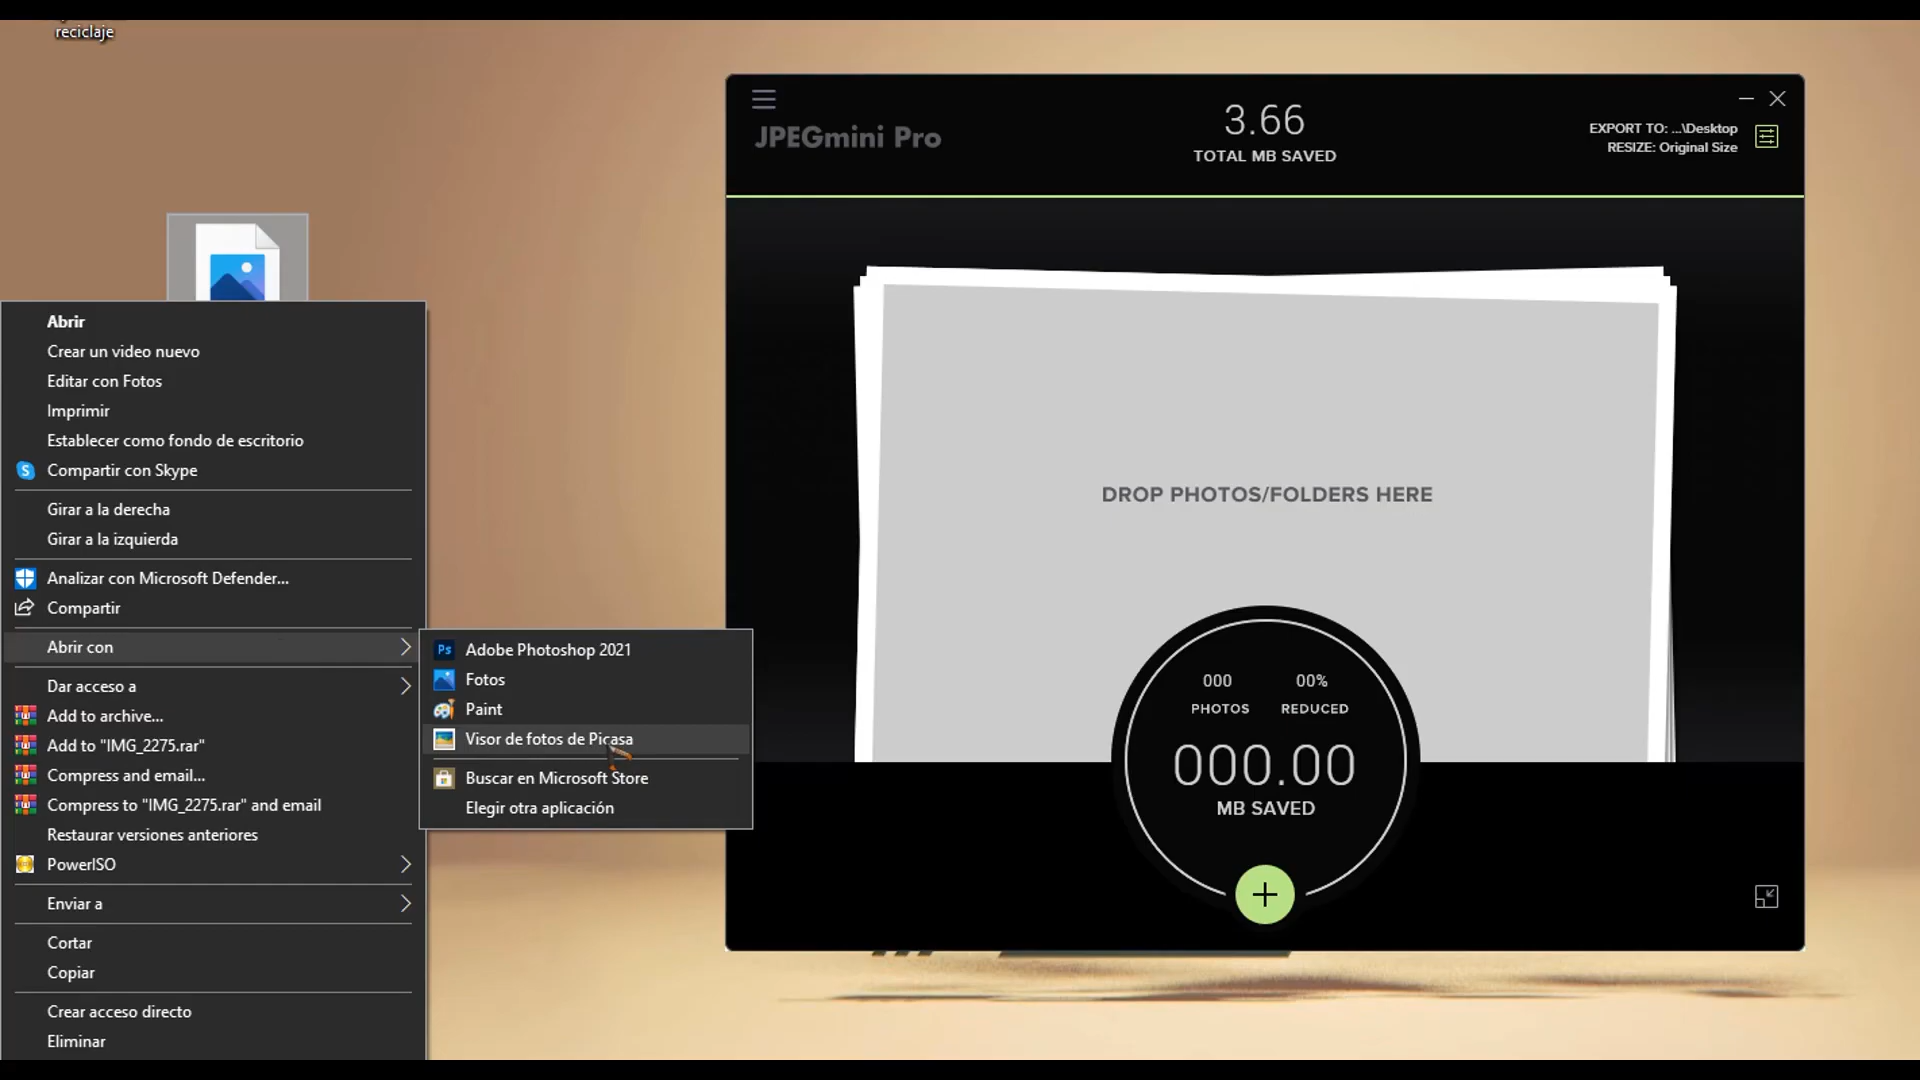 reciclaje
Abrir
Crear un video nuevo
Editar con Fotos
Imprimir
Establecer como fondo de escritorio
S
Compartir con Skype
Girar a la derecha
Girar a la izquierda
Analizar con Microsoft Defender...
Compartir
Abrir con
Dar acceso a
Add to archive...
Add to "IMG_2275.rar"
Compress and email...
Compress to "IMG_2275.rar" and email
Restaurar versiones anteriores
PowerISO
Enviar a
Cortar
Copiar
Crear acceso directo
Eliminar
Ps
Adobe Photoshop 2021
Fotos
Paint
Visor de fotos de Picasa
Buscar en Microsoft Store
Elegir otra aplicación
JPEGmini Pro
3.66
TOTAL MB SAVED
EXPORT TO: ...\Desktop
RESIZE: Original Size
DROP PHOTOS/FOLDERS HERE
000
PHOTOS
00%
REDUCED
000.00
MB SAVED